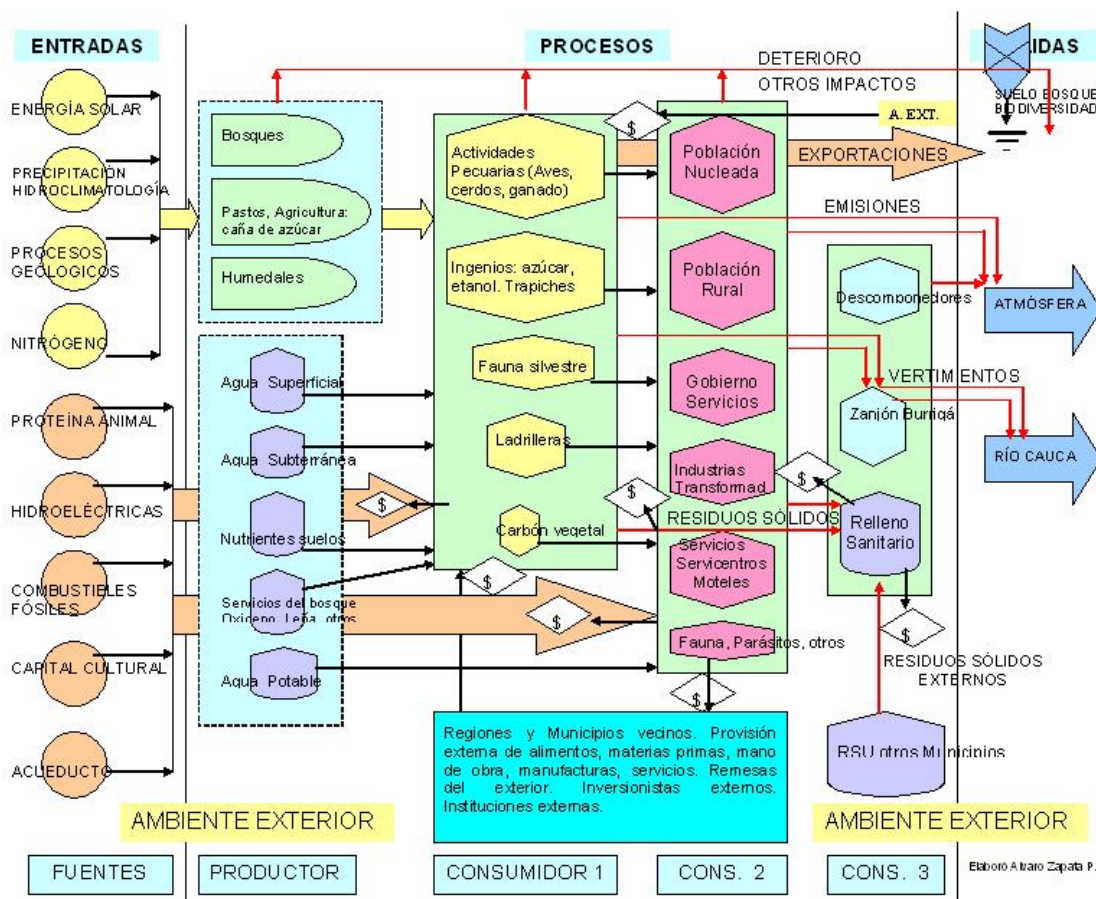 ENTRADAS
PROCESOS
IDAS
DETERIORO
OTROS IMPACTOS
SUELO BOSQUE
BIODIVERSIDAD
ENERGÍA SOLAR
PRECIPITACIÓN
HIDROCLIMATOLOGÍA
PROCESOS
GEOLÓGICOS
NITRÓGENO
PROTEÍNA ANIMAL
HIDROELÉCTRICAS
COMBUSTIBLES
FÓSILES
CAPITAL CULTURAL
ACUEDUCTO
Bosques
Pastos, Agricultura:
caña de azúcar
Humedales
Agua Superficial
Agua Subterránea
Nutrientes suelos
Servicios del bosque
Oxigeno, Leña, otros
Agua Potable
Actividades
Pecuarias (Aves,
cerdos, ganado)
Ingenios: azúcar,
etanol. Trapiches
Fauna silvestre
Ladrilleras
Carbón vegetal
$
$
$
$
$
$
$
$
A. EXT.
EXPORTACIONES
Población
Nucleada
Población
Rural
Gobierno
Servicios
Industrias
Transformad.
RESIDUOS SÓLIDOS
Servicios
Servicentros
Moteles
Fauna, Parásitos, otros
EMISIONES
Descomponedores
ATMÓSFERA
VERTIMIENTOS
Zanjón Burrigá
RÍO CAUCA
Relleno
Sanitario
RESIDUOS SÓLIDOS
EXTERNOS
RSU otros Municipios
Regiones y Municipios vecinos. Provisión
externa de alimentos, materias primas, mano
de obra, manufacturas, servicios. Remesas
del exterior. Inversionistas externos.
Instituciones externas.
AMBIENTE EXTERIOR
AMBIENTE EXTERIOR
FUENTES
PRODUCTOR
CONSUMIDOR 1
CONS. 2
CONS. 3
Elaboró Alvaro Zapata P.